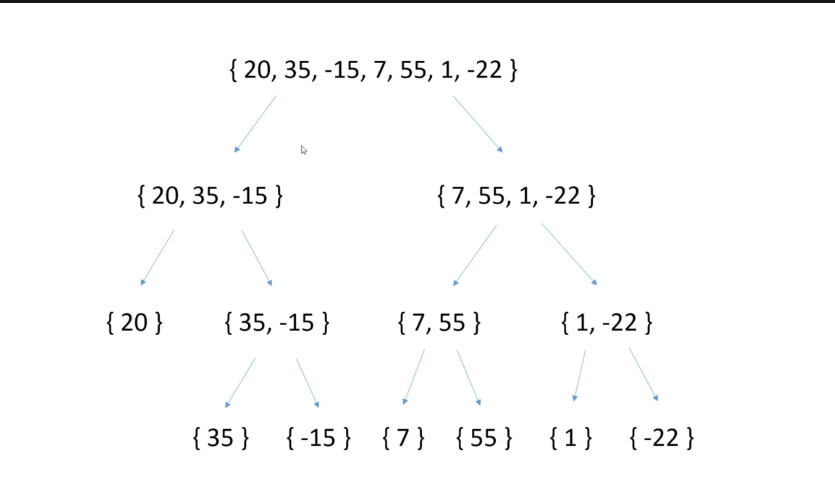 { 20, 35, -15, 7, 55, 1, -22 }
{ 20, 35, -15 } { 7, 55, 1, -22 }
{ 20 } { 35, -15 } { 7, 55 } { 1, -22 }
{ 35 } { -15 } { 7 } { 55 } { 1 } { -22 }